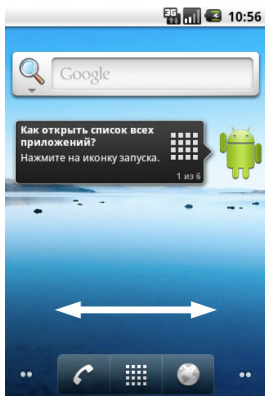 3G 10:56
Google
Как открыть список всех
приложений?
Нажмите на иконку запуска.
1 из 6